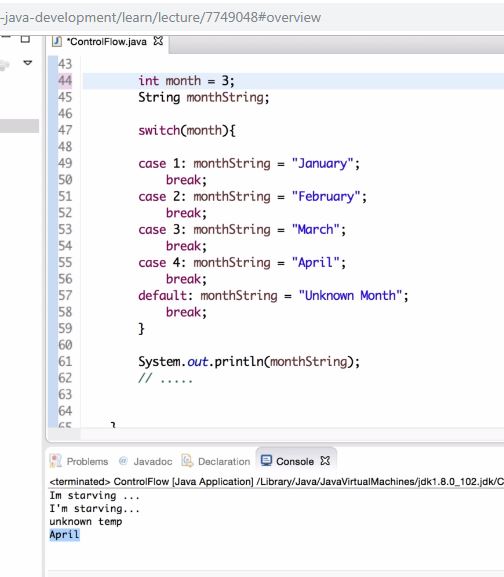 -java-development/learn/lecture/7749048#overview
*ControlFlow.java
43
44 int month = 3;
45 String monthString;
46
47 switch(month){
48
49 case 1: monthString = "January";
50 break;
51 case 2: monthString = "February";
52 break;
53 case 3: monthString = "March";
54 break;
55 case 4: monthString = "April";
56 break;
57 default: monthString = "Unknown Month";
58 break;
59 }
60
61 System.out.println(monthString);
62 // .....
63
64
65 }
Problems @ Javadoc Declaration Console
<terminated> ControlFlow [Java Application] /Library/Java/JavaVirtualMachines/jdk1.8.0_102.jdk/C
Im starving ...
I'm starving...
unknown temp
April